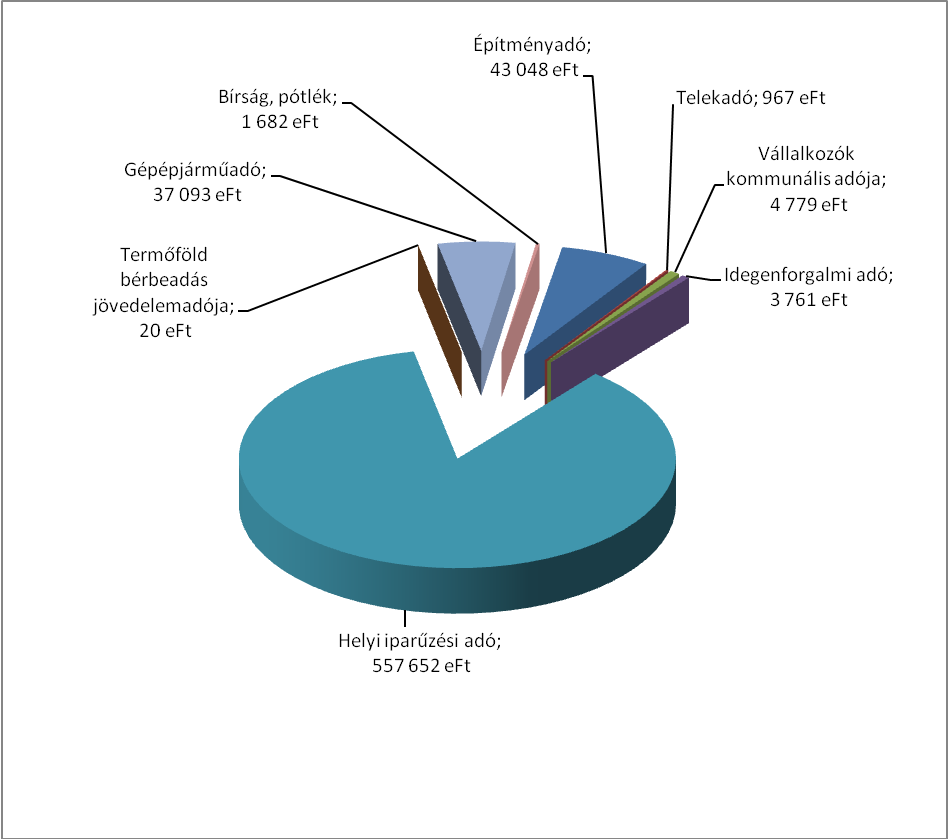 Építményadó;
43 048 eFt
Telekadó; 967 eFt
Bírság, pótlék;
1 682 eFt
Vállalkozók
kommunális adója;
4 779 eFt
Gépépjárműadó;
37 093 eFt
Idegenforgalmi adó;
3 761 eFt
Termőföld
bérbeadás
jövedelemadója;
20 eFt
Helyi iparűzési adó;
557 652 eFt